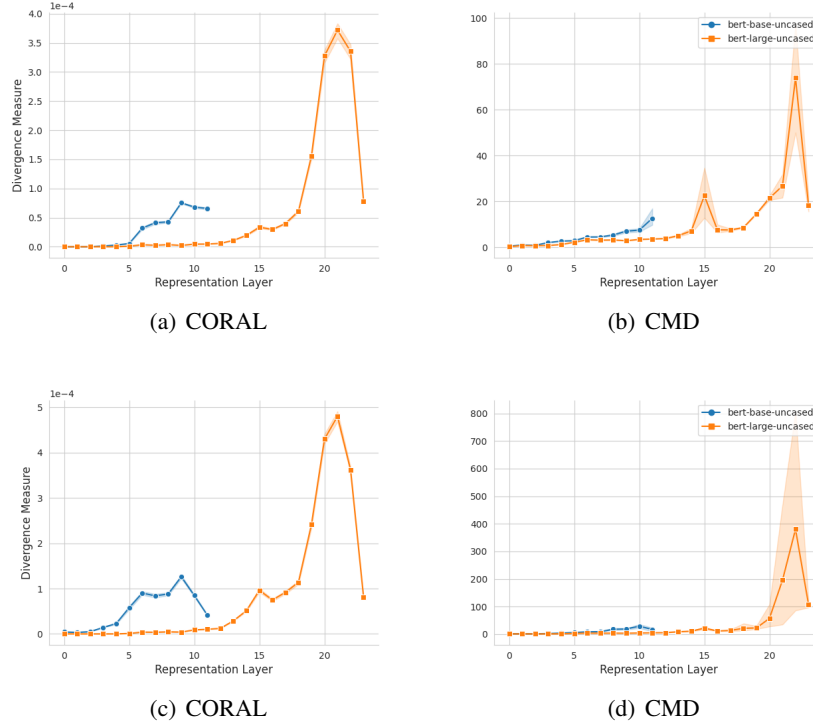 1e−4
4.0
3.5
3.0
2.5
2.0
1.5
1.0
0.5
0.0
Divergence Measure
0 5 10 15 20
Representation Layer
(a) CORAL
100
80
60
40
20
0
bert-base-uncased
bert-large-uncased
0 5 10 15 20
Representation Layer
(b) CMD
1e−4
5
4
3
2
1
0
Divergence Measure
0 5 10 15 20
Representation Layer
(c) CORAL
800
700
600
500
400
300
200
100
0
bert-base-uncased
bert-large-uncased
0 5 10 15 20
Representation Layer
(d) CMD